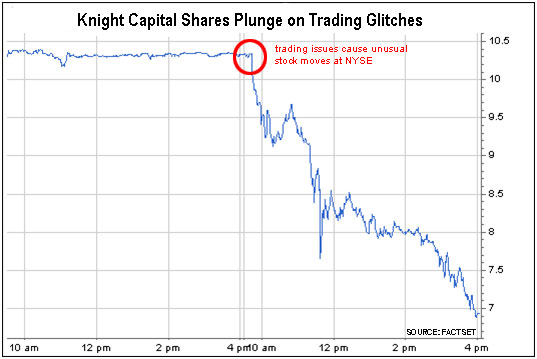 Knight Capital Shares Plunge on Trading Glitches
trading issues cause unusual
stock moves at NYSE
10.5
10
9.5
9
8.5
8
7.5
7
SOURCE: FACTSET
10 am 12 pm 2 pm 4 pm 10 am 12 pm 2 pm 4 pm